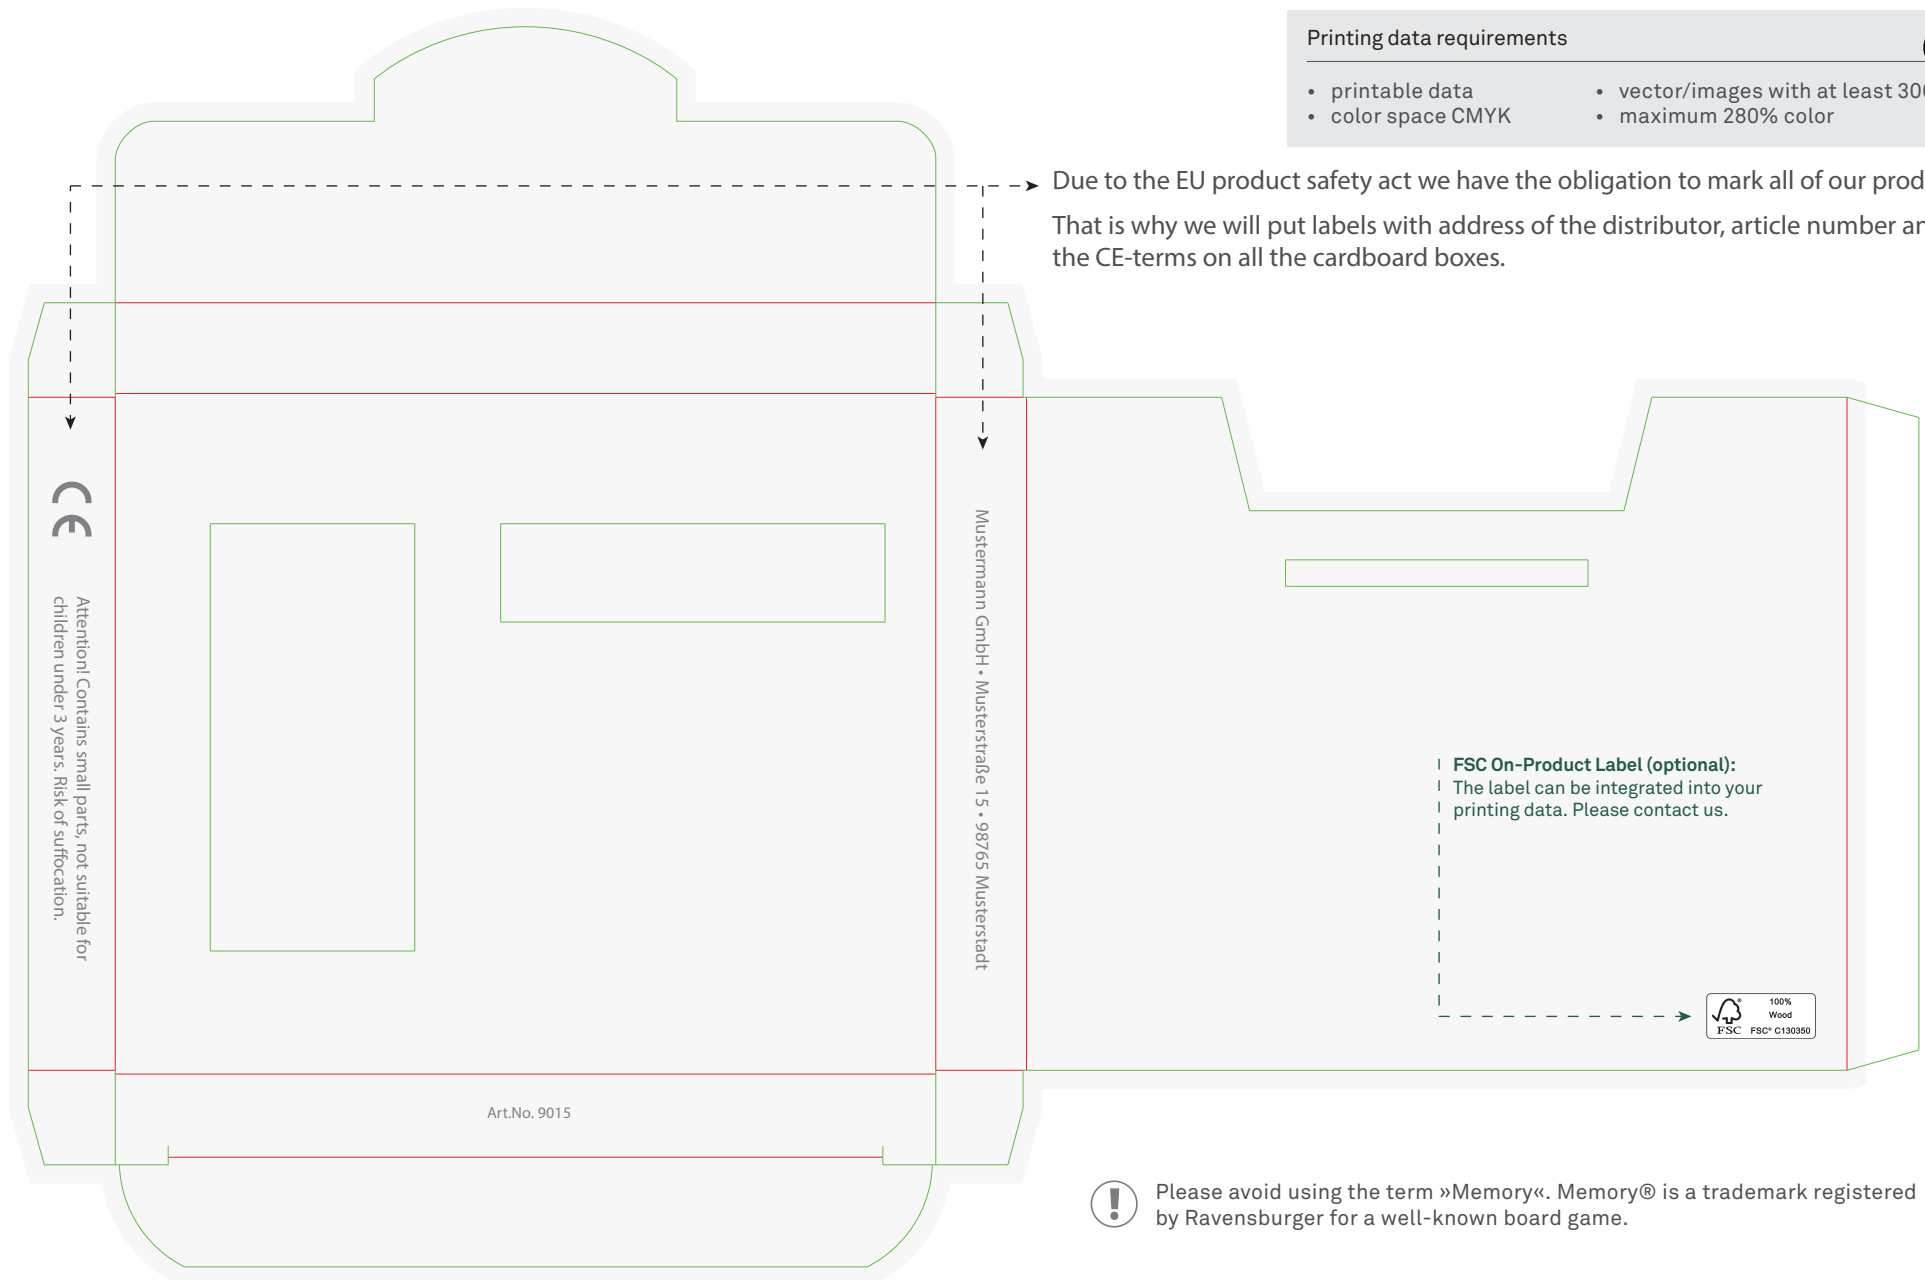 Printing data requirements
• printable data
• color space CMYK
• vector/images with at least 300
• maximum 280% color
Due to the EU product safety act we have the obligation to mark all of our prod
That is why we will put labels with address of the distributor, article number an
the CE-terms on all the cardboard boxes.
CE
Attention! Contains small parts, not suitable for
children under 3 years. Risk of suffocation.
Mustermann GmbH • Musterstraße 15 • 98765 Musterstadt
FSC On-Product Label (optional):
The label can be integrated into your
printing data. Please contact us.
100%
Wood
FSC FSC® C130350
Art.No. 9015
Please avoid using the term »Memory«. Memory® is a trademark registered
by Ravensburger for a well-known board game.